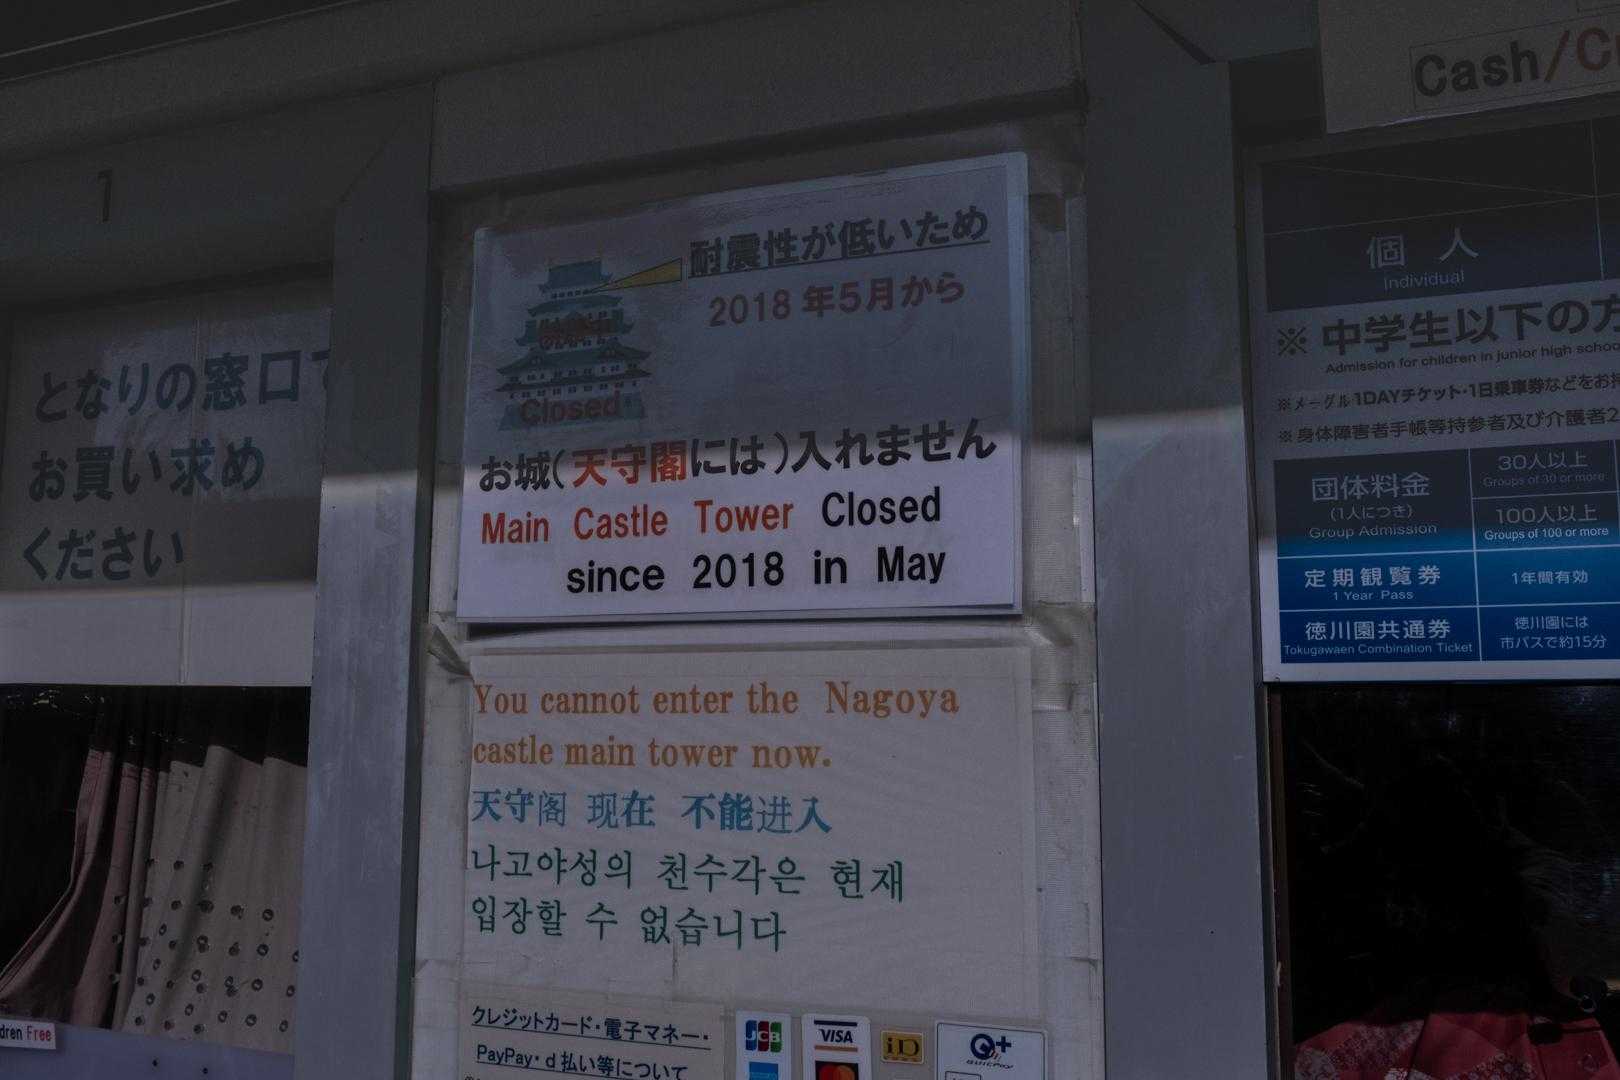 1
となりの窓口で
お買い求め
ください
dren Free
耐震性が低いため
2018年5月から
Closed
お城(天守閣には)入れません
Main Castle Tower Closed
since 2018 in May
You cannot enter the Nagoya
castle main tower now.
天守阁 现在 不能进入
나고야성의 천수각은 현재
입장할 수 없습니다
クレジットカード・電子マネー・
PayPay・d払い等について
JCB
VISA
iD
QUICPay
Cash/C
個人
Individual
※中学生以下の方
Admission for children in junior high schoo
※メーグル1DAYチケット・1日乗車券などをお持
※身体障害者手帳等持参者及び介護者2
団体料金
(1人につき)
Group Admission
30人以上
Groups of 30 or more
100人以上
Groups of 100 or more
定期観覧券
1 Year Pass
1年間有効
徳川園共通券
Tokugawaen Combination Ticket
徳川園には
市バスで約15分